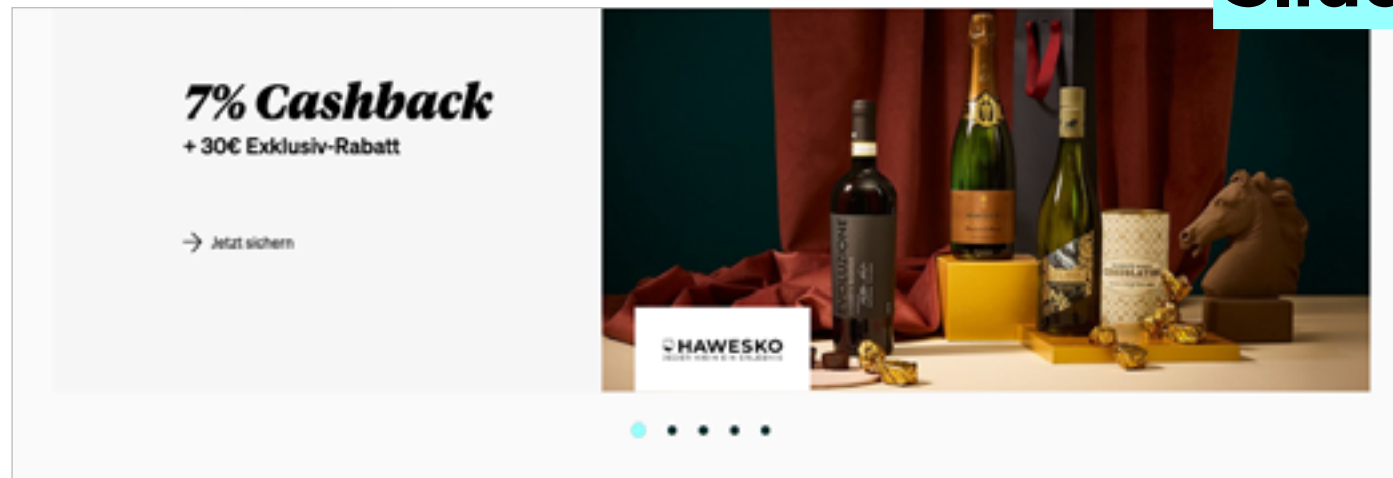 7% Cashback
+ 30€ Exklusiv-Rabatt
→ Jetzt sichern
HAWESKO